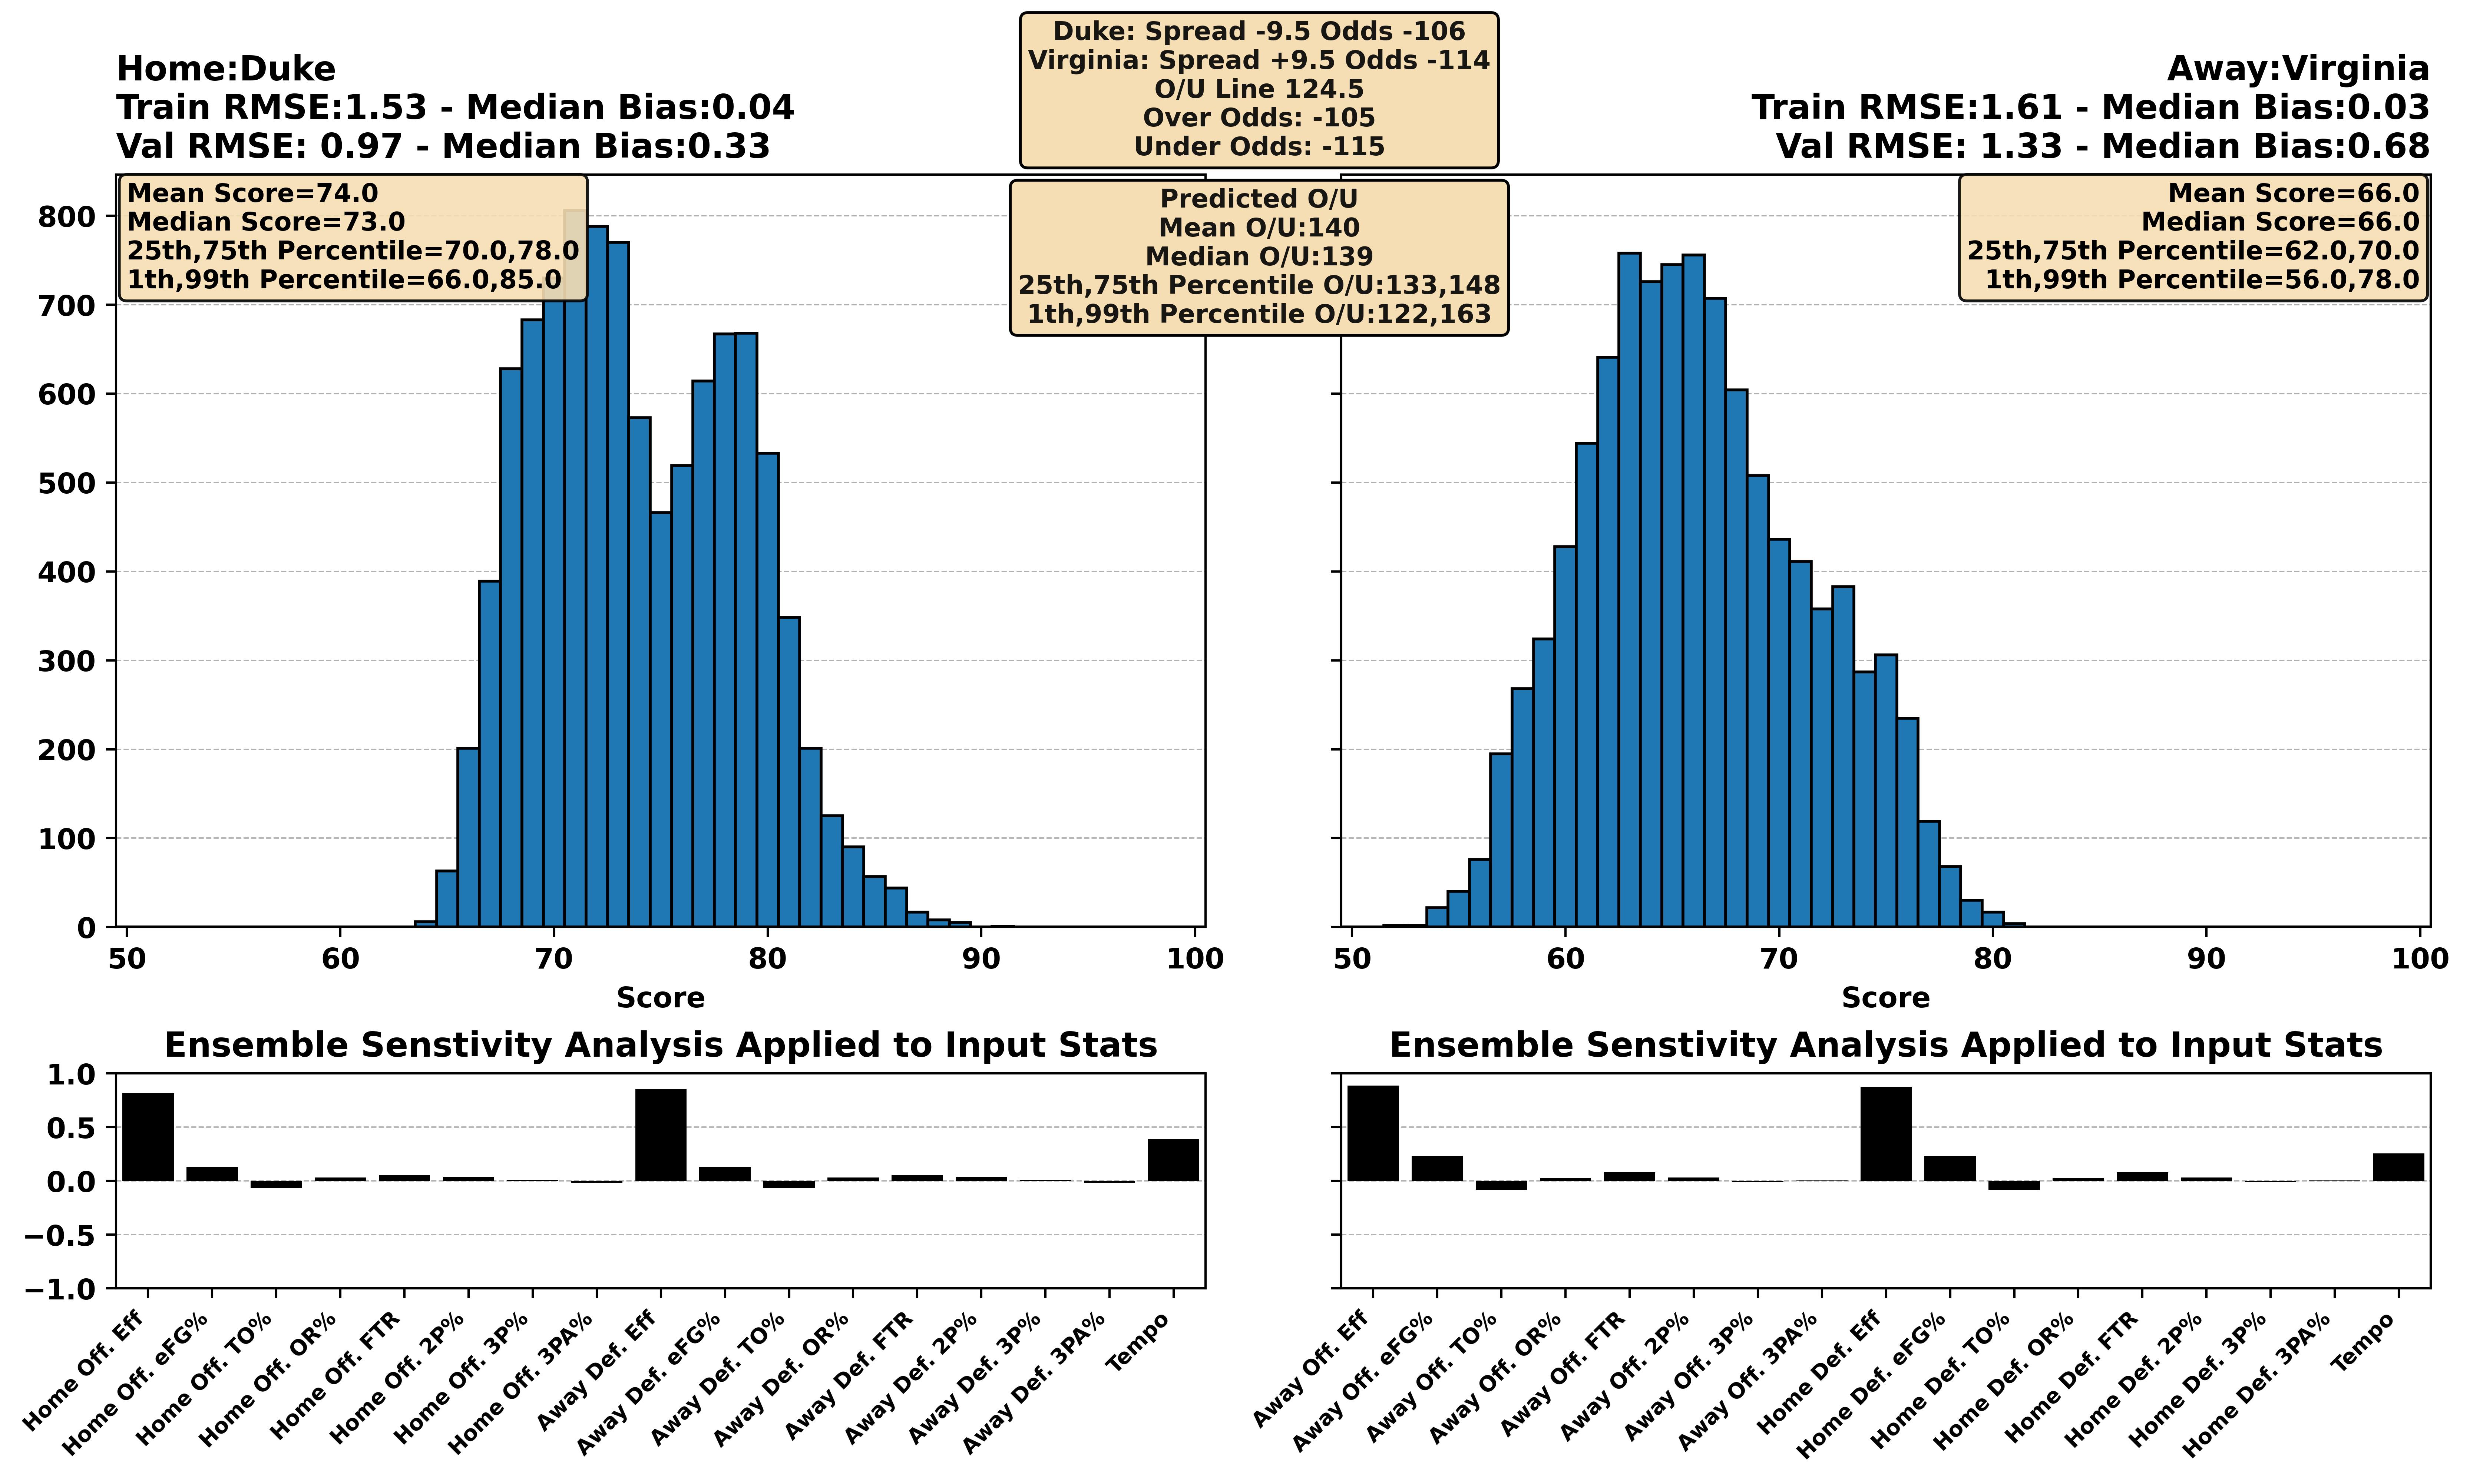 Duke: Spread -9.5 Odds -106
Virginia: Spread +9.5 Odds -114
O/U Line 124.5
Over Odds: -105
Under Odds: -115
Home:Duke
Train RMSE:1.53 - Median Bias:0.04
Val RMSE: 0.97 - Median Bias:0.33
Away:Virginia
Train RMSE:1.61 - Median Bias:0.03
Val RMSE: 1.33 - Median Bias:0.68
Mean Score=74.0
Median Score=73.0
25th,75th Percentile=70.0,78.0
1th,99th Percentile=66.0,85.0
Predicted O/U
Mean O/U:140
Median O/U:139
25th,75th Percentile O/U:133,148
1th,99th Percentile O/U:122,163
Mean Score=66.0
Median Score=66.0
25th,75th Percentile=62.0,70.0
1th,99th Percentile=56.0,78.0
800
700
600
500
400
300
200
100
0
50 60 70 80 90 100
Score
50 60 70 80 90 100
Score
Ensemble Senstivity Analysis Applied to Input Stats
Ensemble Senstivity Analysis Applied to Input Stats
1.0
0.5
0.0
−0.5
−1.0
Home Off. Eff
Home Off. eFG%
Home Off. TO%
Home Off. OR%
Home Off. FTR
Home Off. 2P%
Home Off. 3P%
Home Off. 3PA%
Away Def. Eff
Away Def. eFG%
Away Def. TO%
Away Def. OR%
Away Def. FTR
Away Def. 2P%
Away Def. 3P%
Away Def. 3PA%
Tempo
Away Off. Eff
Away Off. eFG%
Away Off. TO%
Away Off. OR%
Away Off. FTR
Away Off. 2P%
Away Off. 3P%
Away Off. 3PA%
Home Def. Eff
Home Def. eFG%
Home Def. TO%
Home Def. OR%
Home Def. FTR
Home Def. 2P%
Home Def. 3P%
Home Def. 3PA%
Tempo